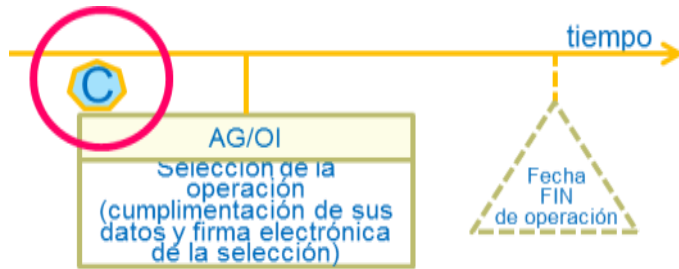 tiempo
C
AG/OI
Selección de la
operación
(cumplimentación de sus
datos y firma electrónica
de la selección)
Fecha
FIN
de operación